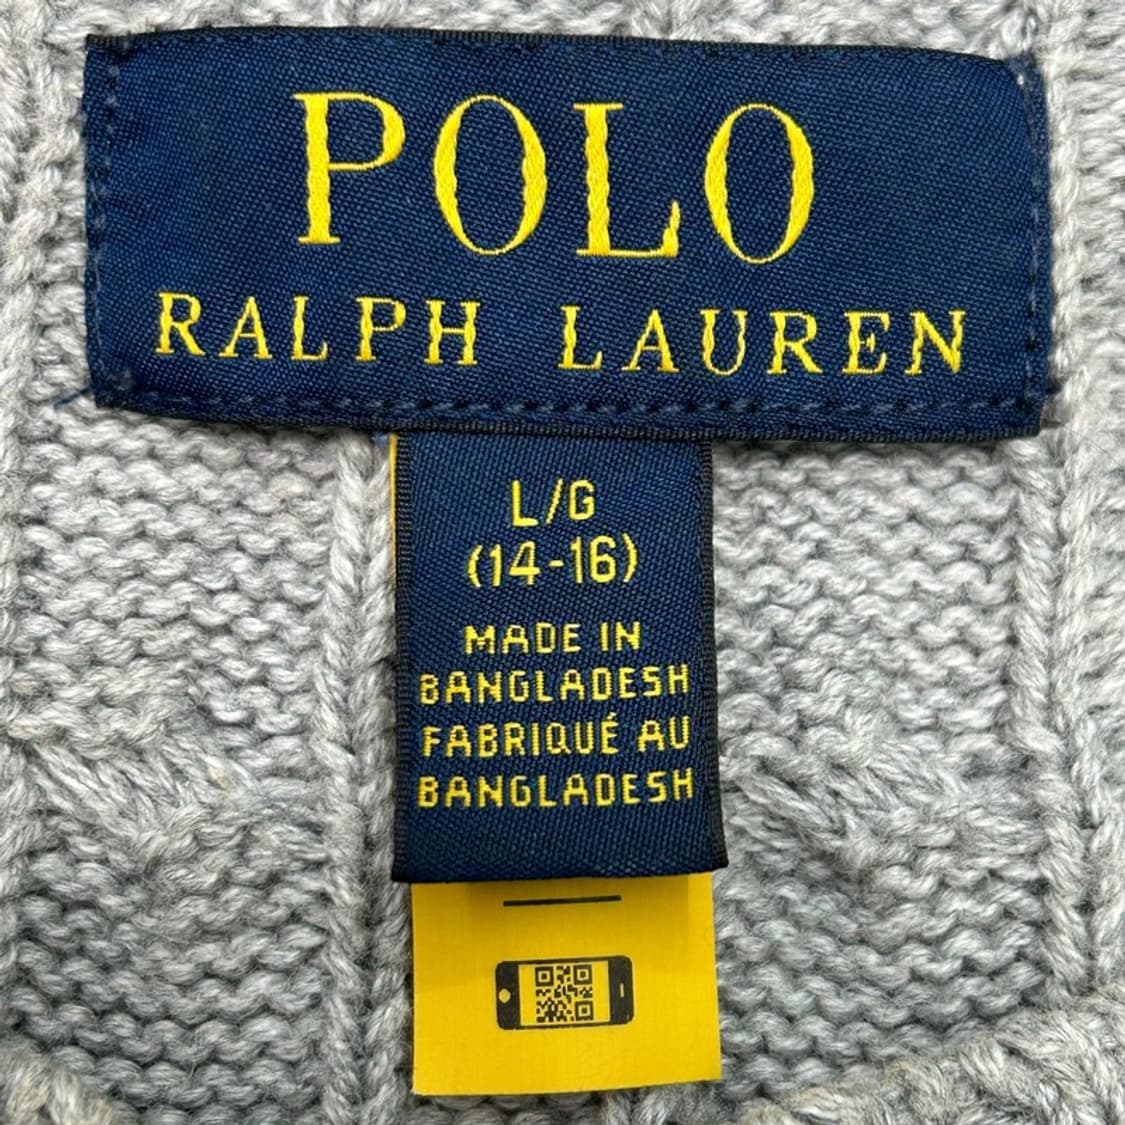 POLO
RALPH LAUREN
L/G
(14-16)
MADE IN
BANGLADESH
FABRIQUÉ AU
BANGLADESH